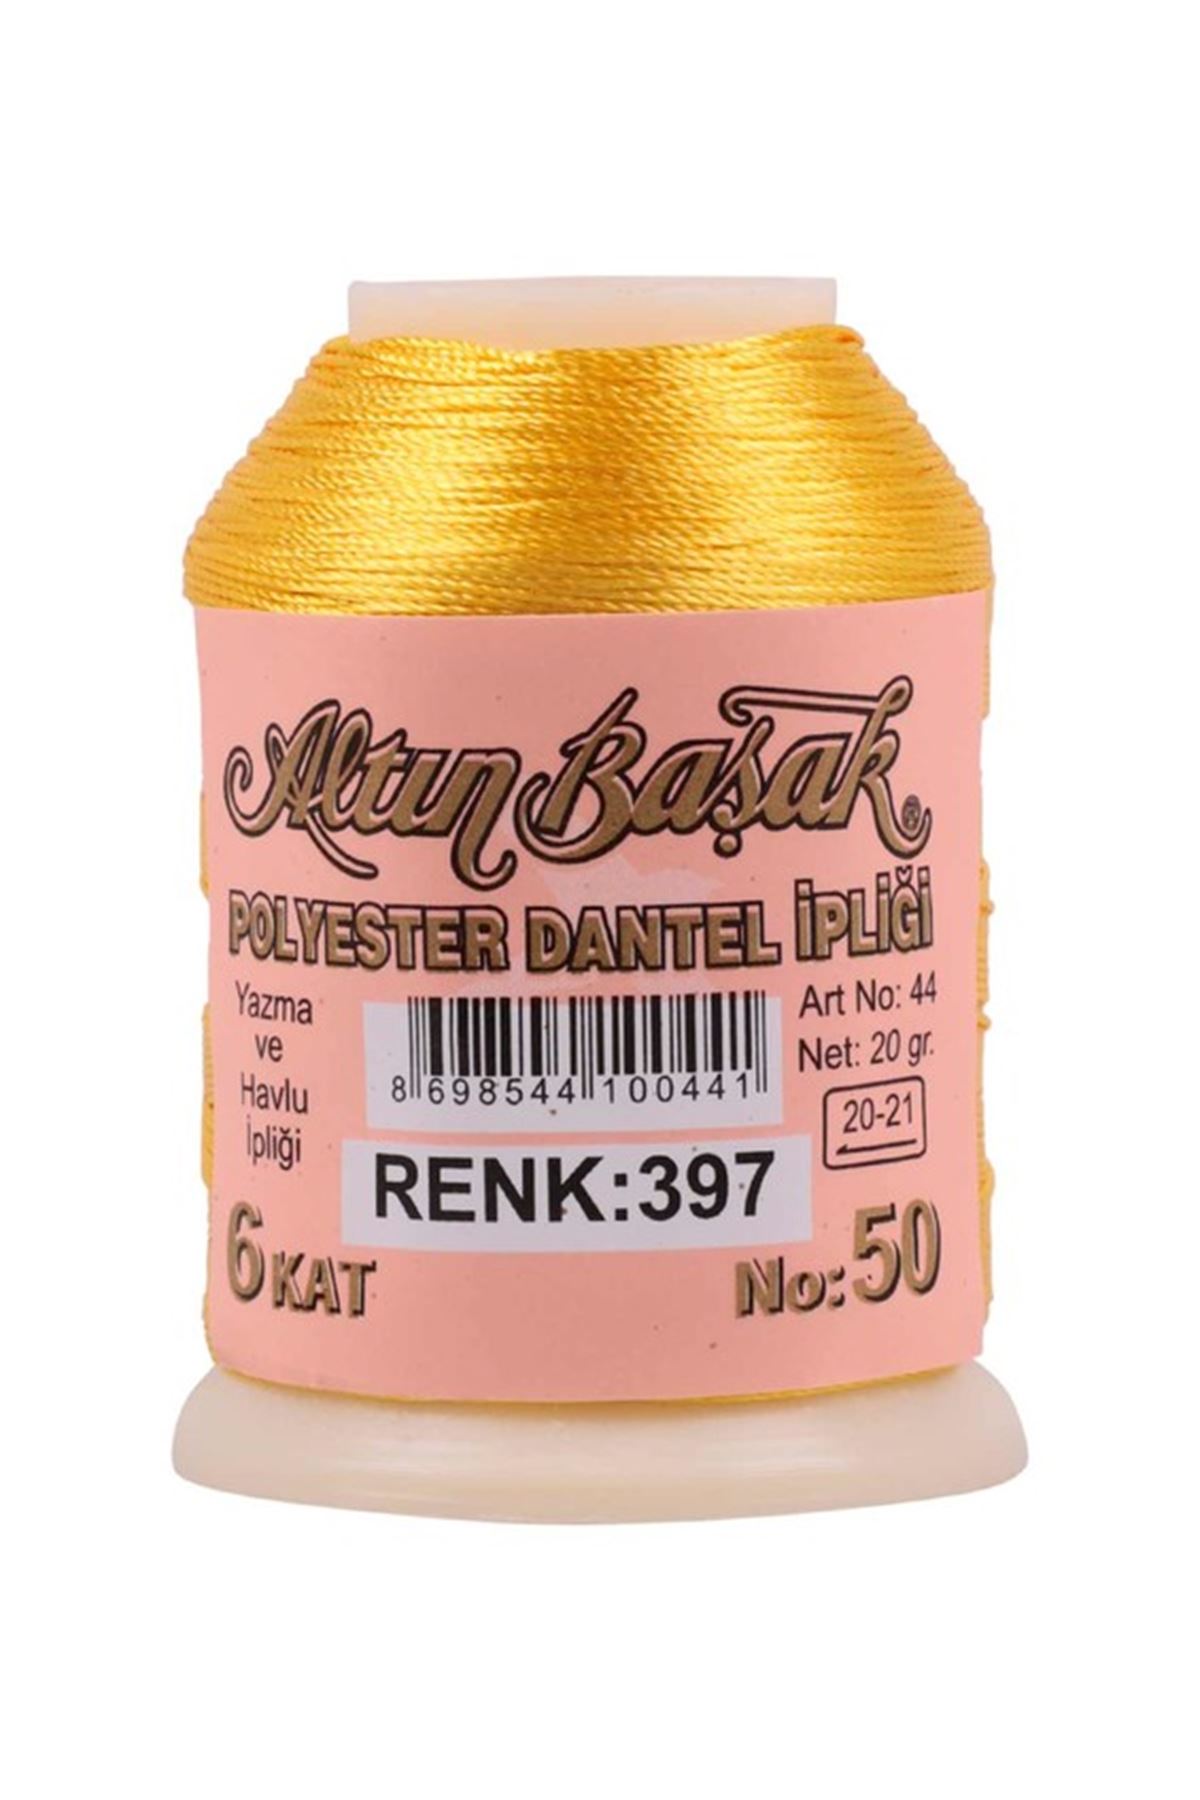 Altın Başak ®
POLYESTER DANTEL İPLİĞİ
Yazma
ve
Havlu
İpliği
8 698544 100441
Art No: 44
Net: 20 gr.
20-21
RENK:397
6 KAT
No: 50